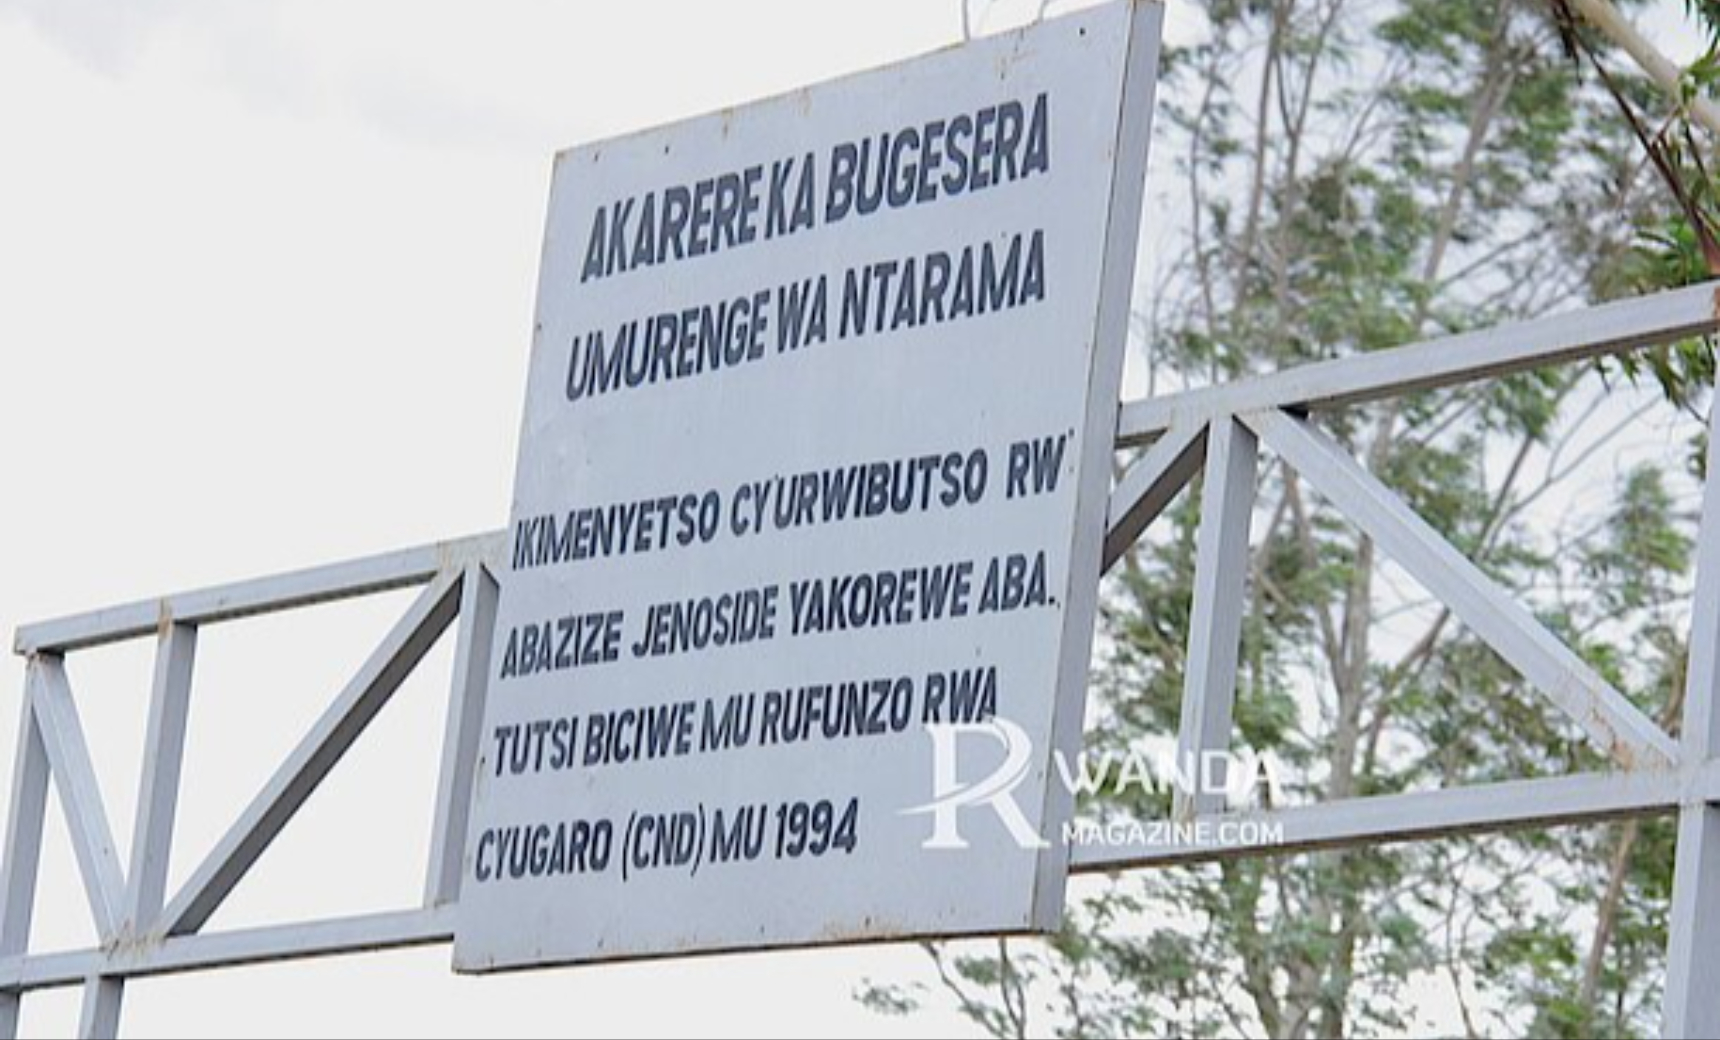 AKARERE KA BUGESERA
UMURENGE WA NTARAMA
IKIMENYETSO CY'URWIBUTSO RW'
ABAZIZE JENOSIDE YAKOREWE ABA.
TUTSI BICIWE MU RUFUNZO RWA
CYUGARO (CND) MU 1994
RWANDA
MAGAZINE.COM